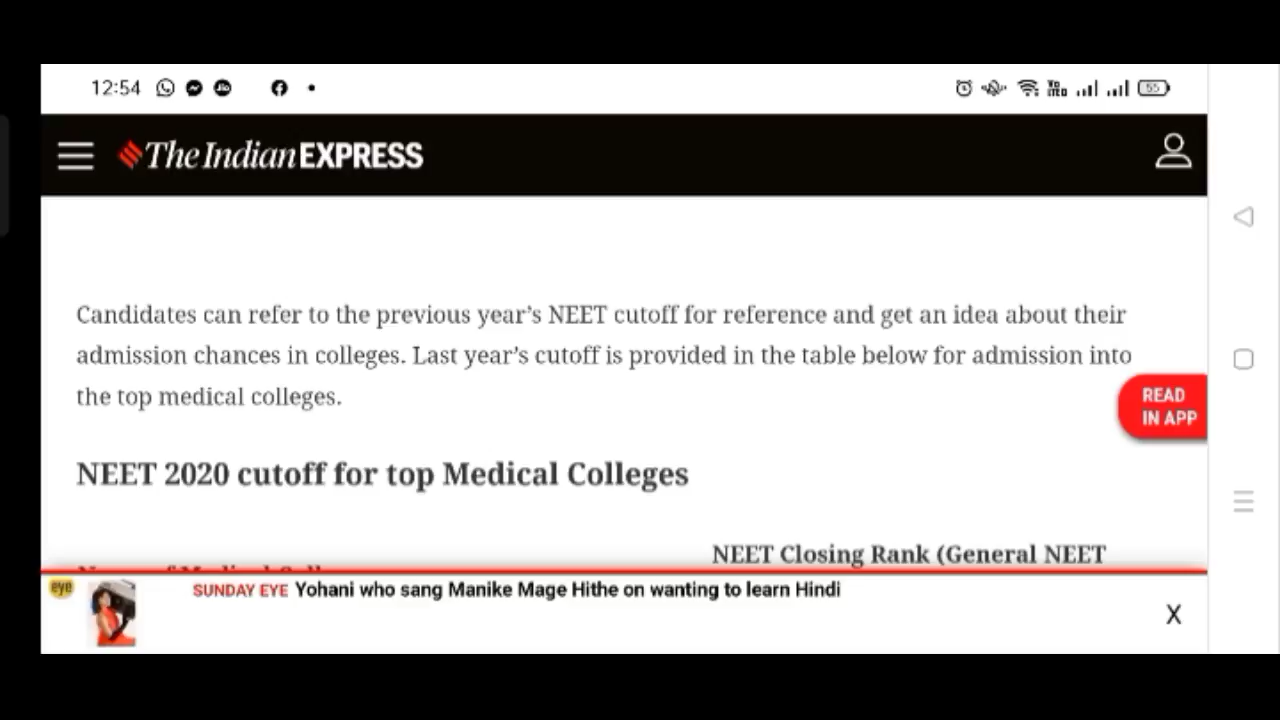 12:54
55
The Indian EXPRESS
Candidates can refer to the previous year's NEET cutoff for reference and get an idea about their
admission chances in colleges. Last year's cutoff is provided in the table below for admission into
the top medical colleges.
READ
IN APP
NEET 2020 cutoff for top Medical Colleges
NEET Closing Rank (General NEET
eye
SUNDAY EYE Yohani who sang Manike Mage Hithe on wanting to learn Hindi
X